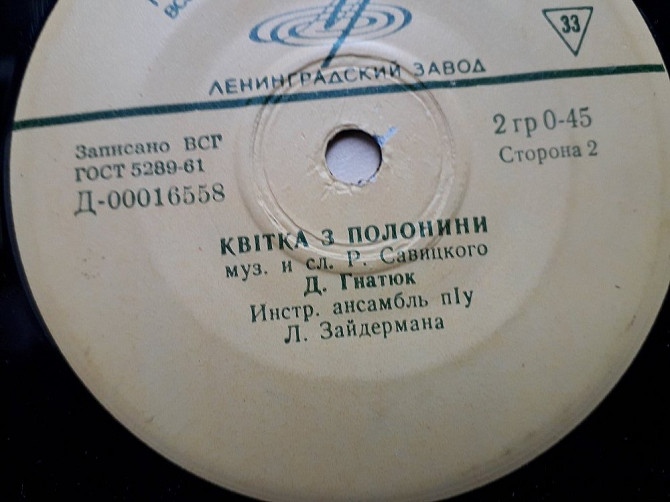 33
ЛЕНИНГРАДСКИЙ ЗАВОД
Записано ВСГ
ГОСТ 5289-61
Д-00016558
2 гр 0-45
Сторона 2
КВІТКА З ПОЛОНИНИ
муз. и сл. Р. Савицкого
Д. Гнатюк
Инстр. ансамбль пІу
Л. Зайдермана